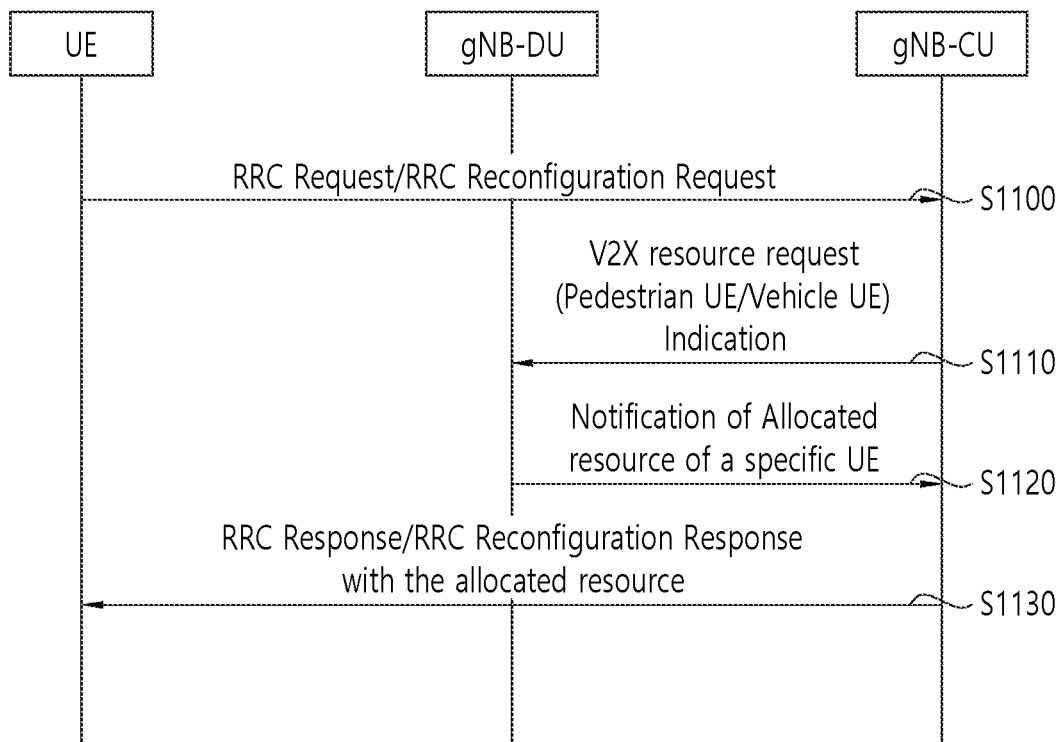 UE
gNB-DU
gNB-CU
RRC Request/RRC Reconfiguration Request
S1100
V2X resource request
(Pedestrian UE/Vehicle UE)
Indication
S1110
Notification of Allocated
resource of a specific UE
S1120
RRC Response/RRC Reconfiguration Response
with the allocated resource
S1130